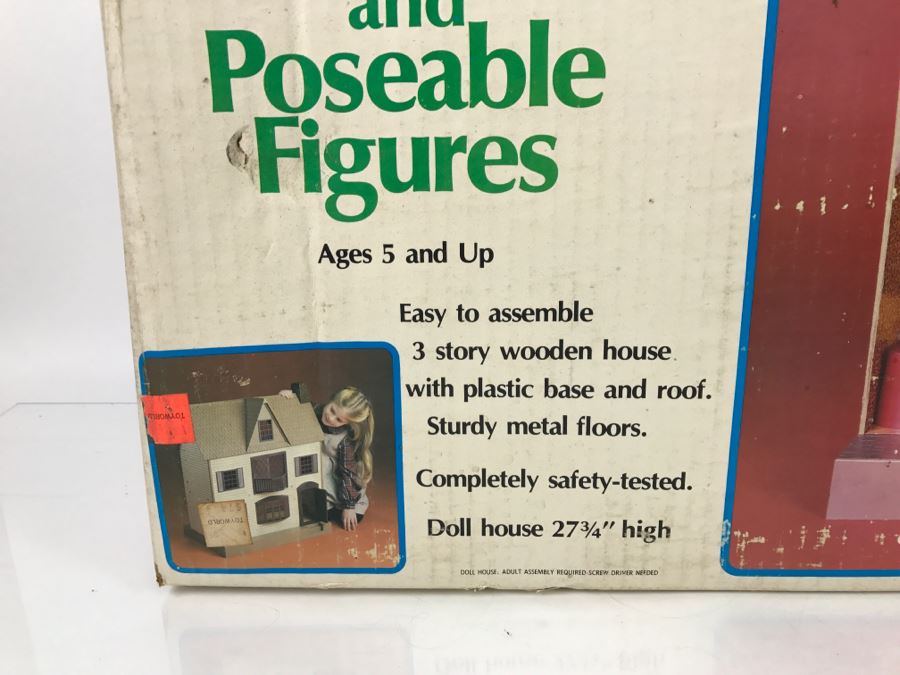 and
Poseable
Figures
Ages 5 and Up
Easy to assemble
3 story wooden house
with plastic base and roof.
Sturdy metal floors.
Completely safety-tested.
Doll house 27¾" high
DOLL HOUSE: ADULT ASSEMBLY REQUIRED-SCREW DRIVER NEEDED
TOYWORLD
TOYWORLD